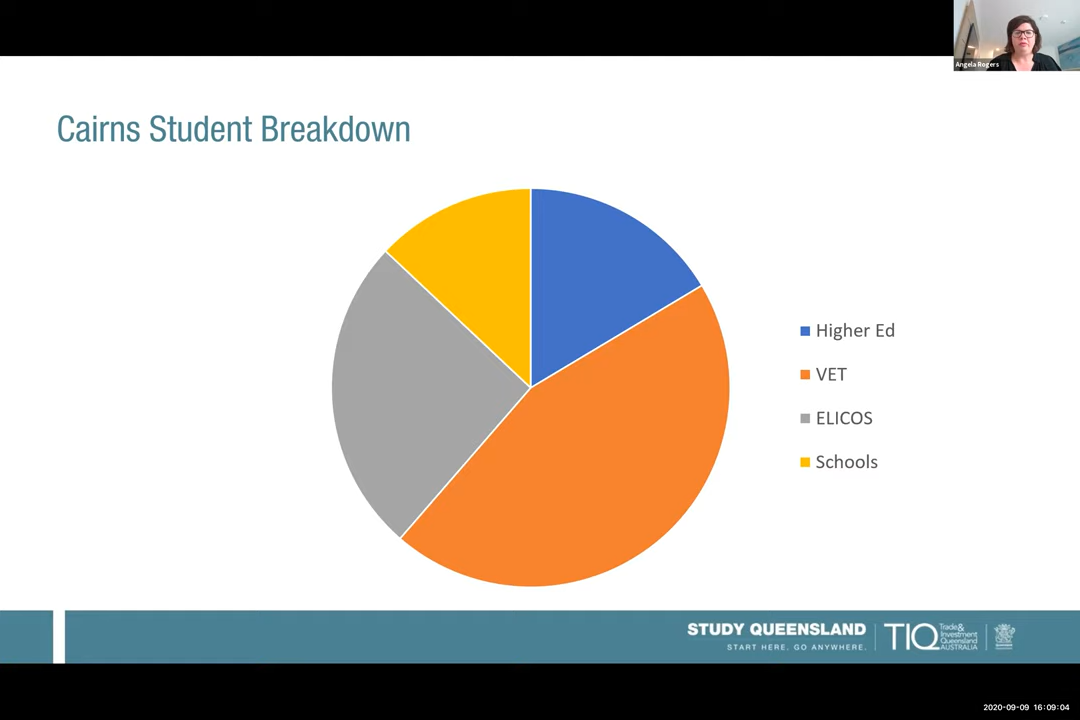 Angela Rogers
Cairns Student Breakdown
Higher Ed
VET
ELICOS
Schools
STUDY QUEENSLAND
START HERE. GO ANYWHERE.
TIQ
Trade&
Investment
Queensland
AUSTRALIA
2020-09-09 16:09:04